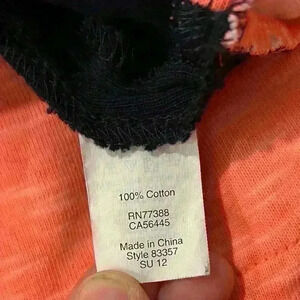 100% Cotton
RN77388
CA56445
Made in China
Style 83357
SU 12